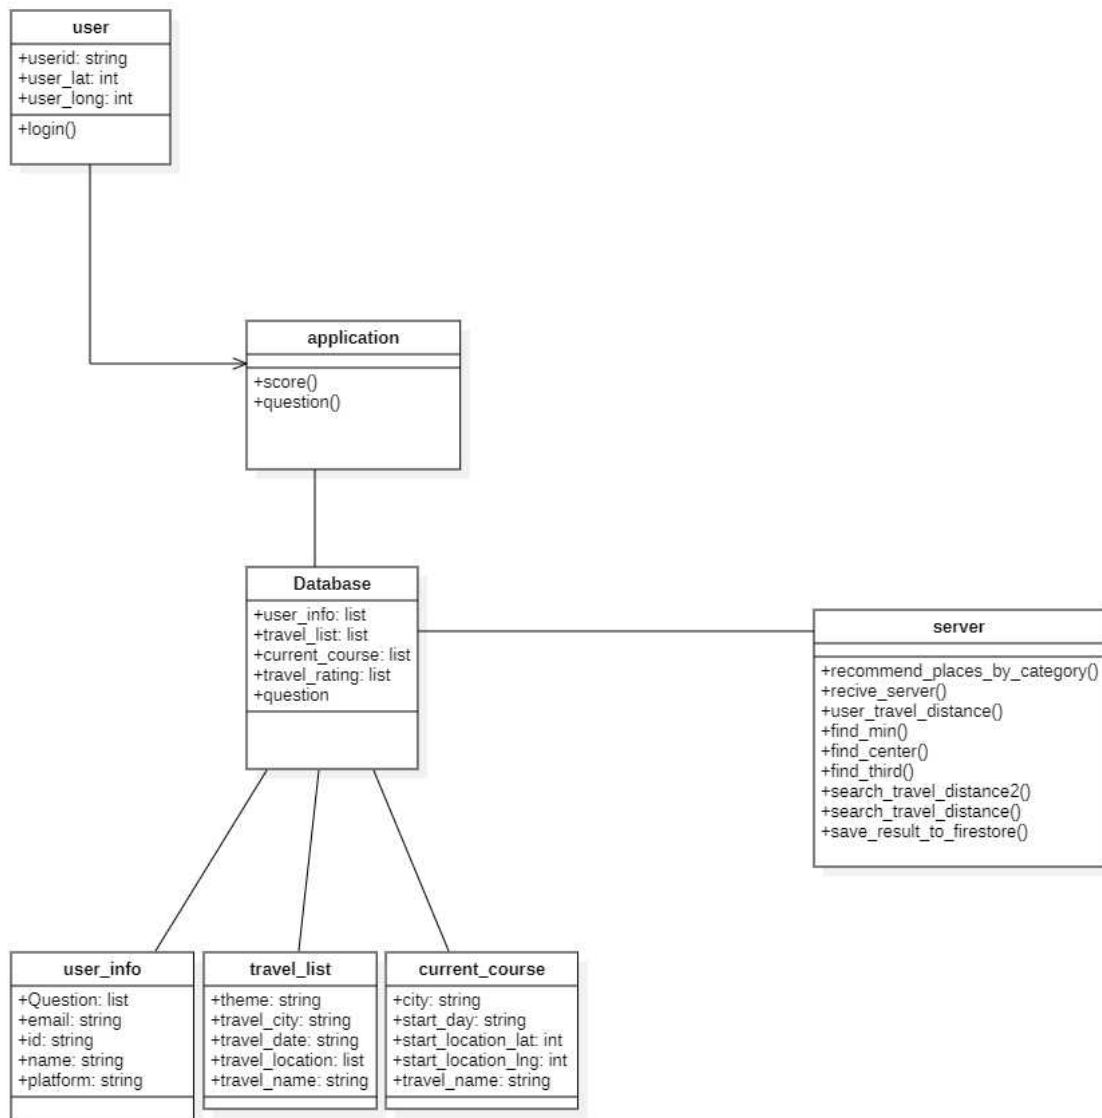 user
+userid: string
+user_lat: int
+user_long: int
+login()
application
+score()
+question()
Database
+user_info: list
+travel_list: list
+current_course: list
+travel_rating: list
+question
server
+recommend_places_by_category()
+recive_server()
+user_travel_distance()
+find_min()
+find_center()
+find_third()
+search_travel_distance2()
+search_travel_distance()
+save_result_to_firestore()
user_info
+Question: list
+email: string
+id: string
+name: string
+platform: string
travel_list
+theme: string
+travel_city: string
+travel_date: string
+travel_location: list
+travel_name: string
current_course
+city: string
+start_day: string
+start_location_lat: int
+start_location_lng: int
+travel_name: string